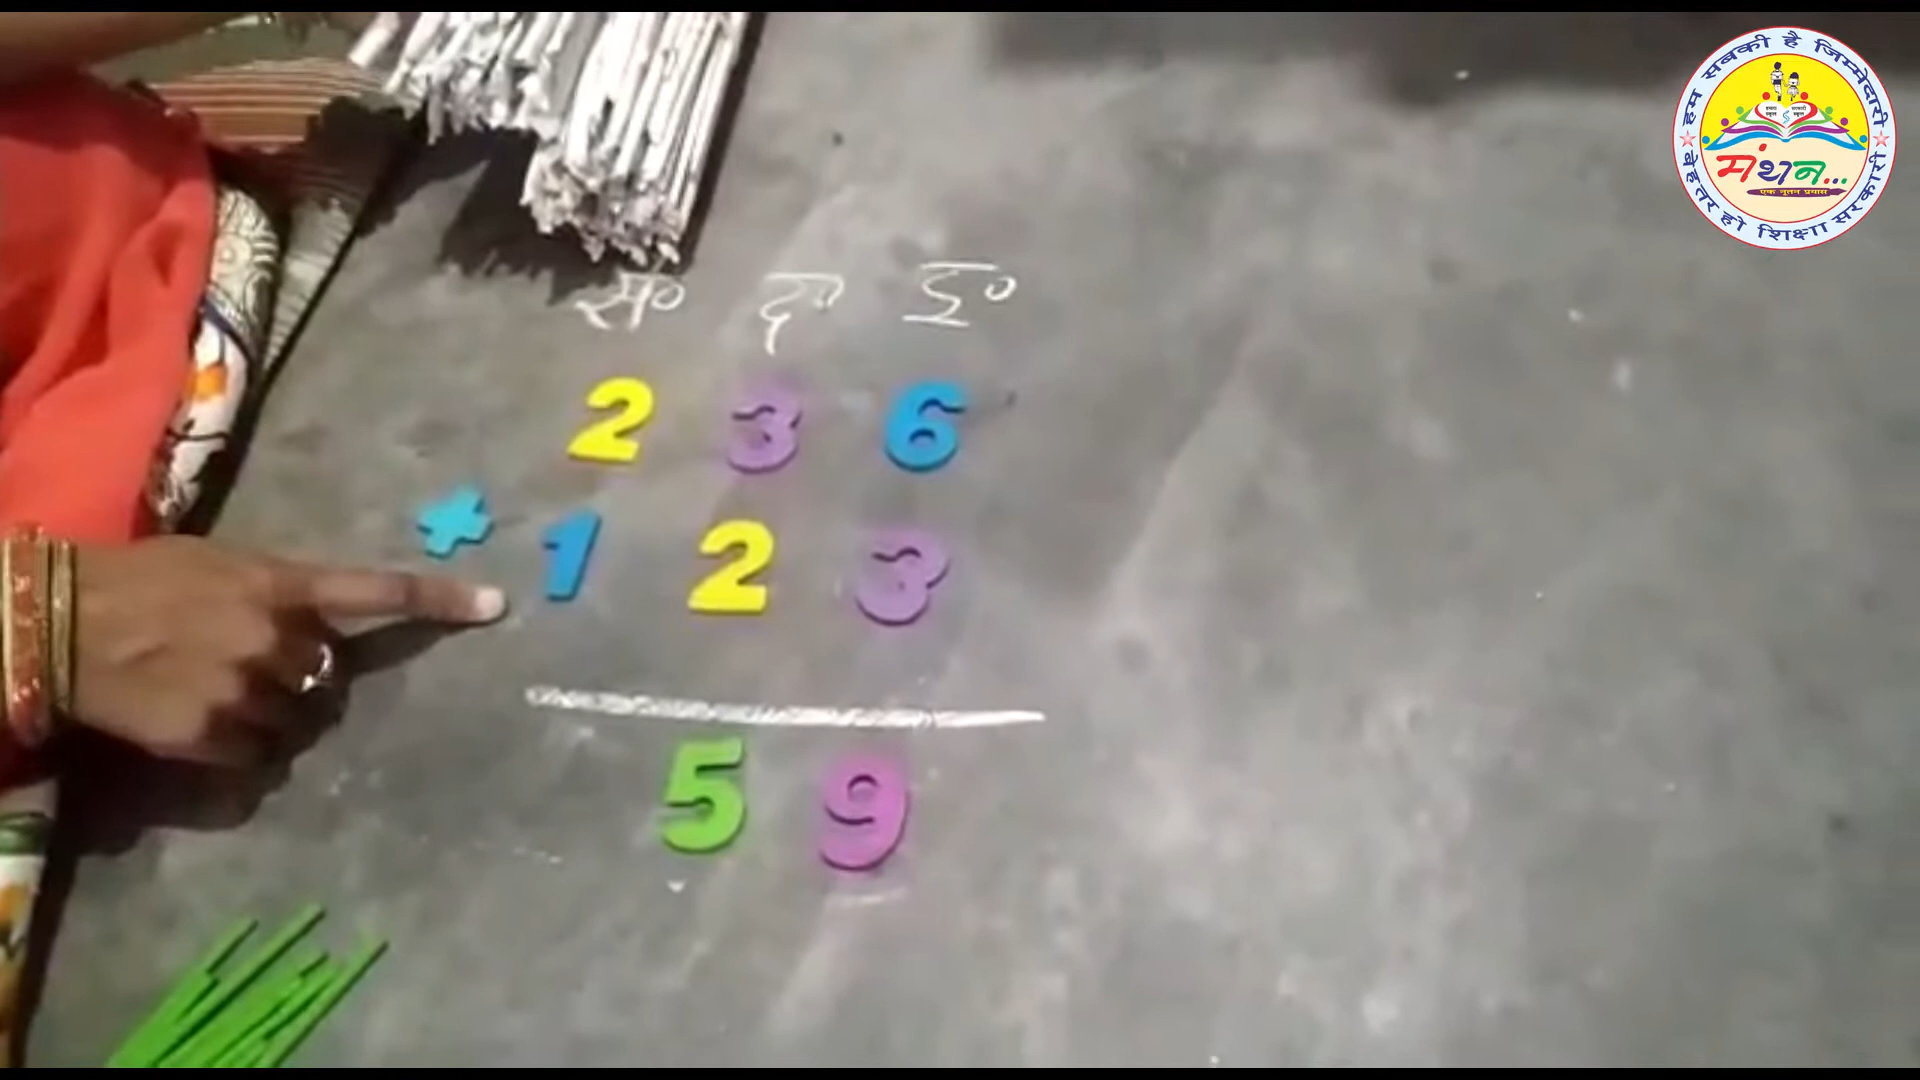 स० द० इ०
2 3 6
+ 1 2 3
5 9
हम सबकी है जिम्मेदारी
मंथन...
एक नूतन प्रयास
बेहतर हो शिक्षा सरकारी